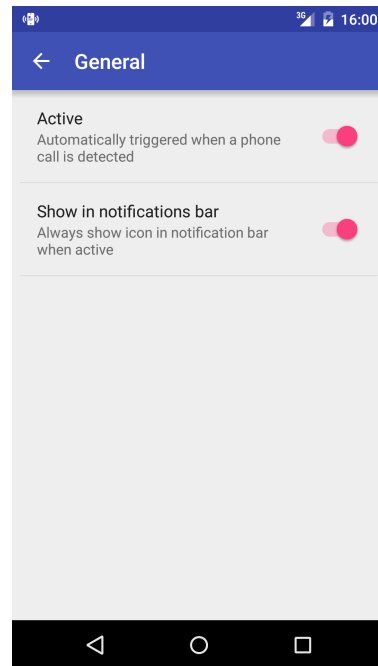 3G 16:00
General
Active
Automatically triggered when a phone
call is detected
Show in notifications bar
Always show icon in notification bar
when active